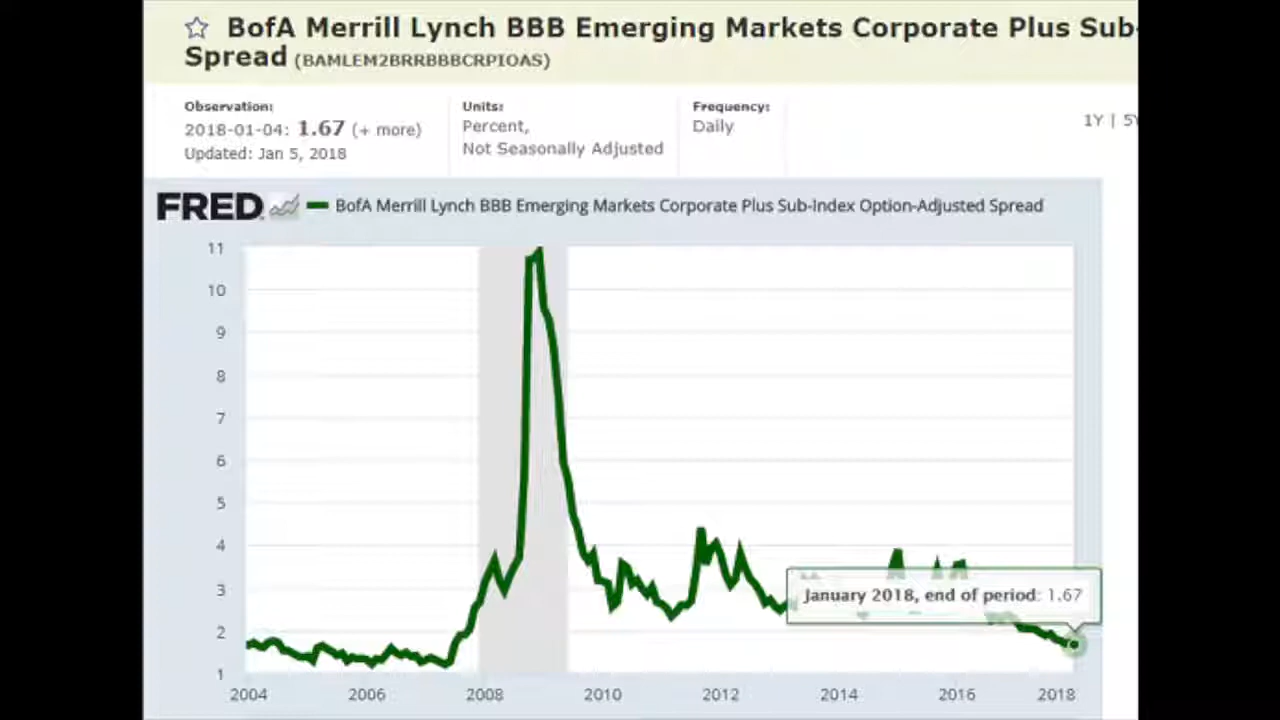 BofA Merrill Lynch BBB Emerging Markets Corporate Plus Sub-
Spread (BAMLEM2BRRBBBCRPIOAS)
Observation: Units: Frequency:
2018-01-04: 1.67 (+ more) Percent, Daily 1Y | 5Y
Updated: Jan 5, 2018 Not Seasonally Adjusted
FRED BofA Merrill Lynch BBB Emerging Markets Corporate Plus Sub-Index Option-Adjusted Spread
11
10
9
8
7
6
5
4
3
January 2018, end of period: 1.67
2
1
2004 2006 2008 2010 2012 2014 2016 2018